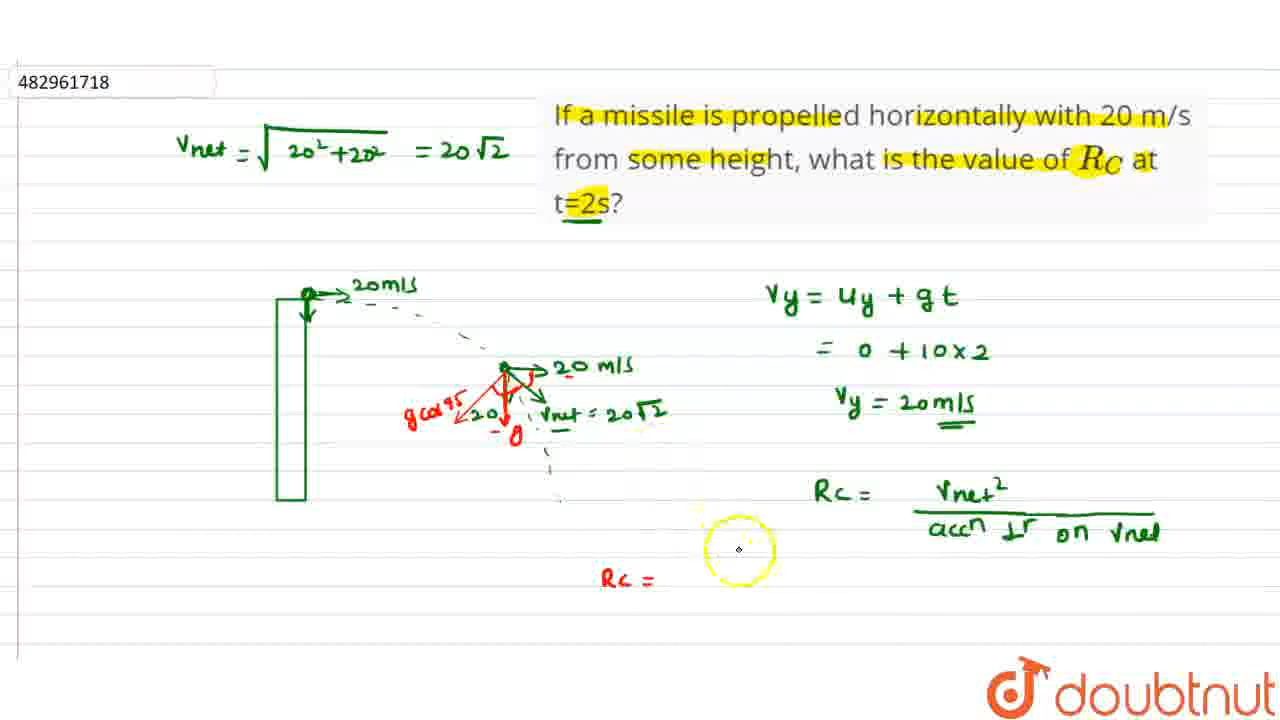 482961718
If a missile is propelled horizontally with 20 m/s
from some height, what is the value of R_C at
t=2s?
Vnet = √20² + 20² = 20√2
20 m/s
20 m/s
g cos 45
20
Vnet = 20√2
g
Vy = uy + gt
= 0 + 10 × 2
Vy = 20 m/s
Rc = Vnet²
accⁿ ⊥ʳ on Vnet
Rc =
doubtnut